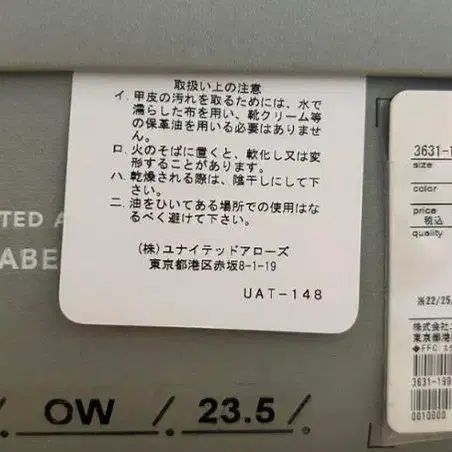 取扱い上の注意
イ. 甲皮の汚れを取るためには、水で
濡らした布を用い、靴クリーム等
の保革油を用いる必要はありませ
ん。
ロ. 火のそばに置くと、軟化し又は変
形することがあります。
ハ. 乾燥される際は、陰干しにして下
さい。
ニ. 油をひいてある場所での使用はな
るべく避けて下さい。
(株)ユナイテッドアローズ
東京都港区赤坂8-1-19
UAT-148
TED A
ABE
OW
23.5
3631-1
size
color
price
税込
quality
※22/25,
株式会社
東京都港
◆FFC
3631-199
0010000